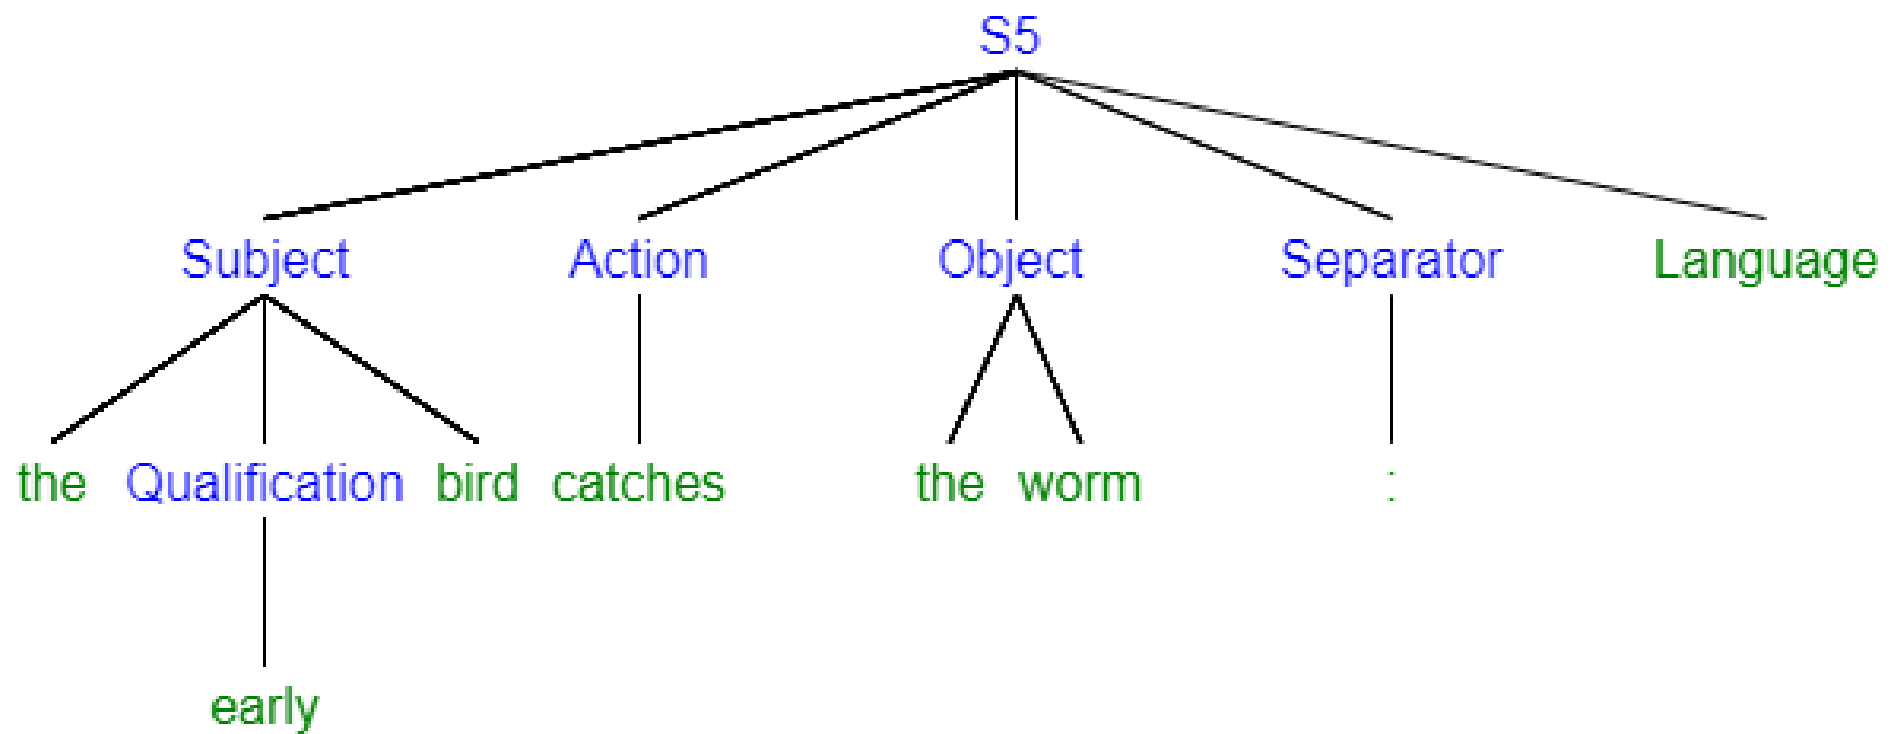 S5
Subject Action Object Separator Language
the Qualification bird catches the worm :
early